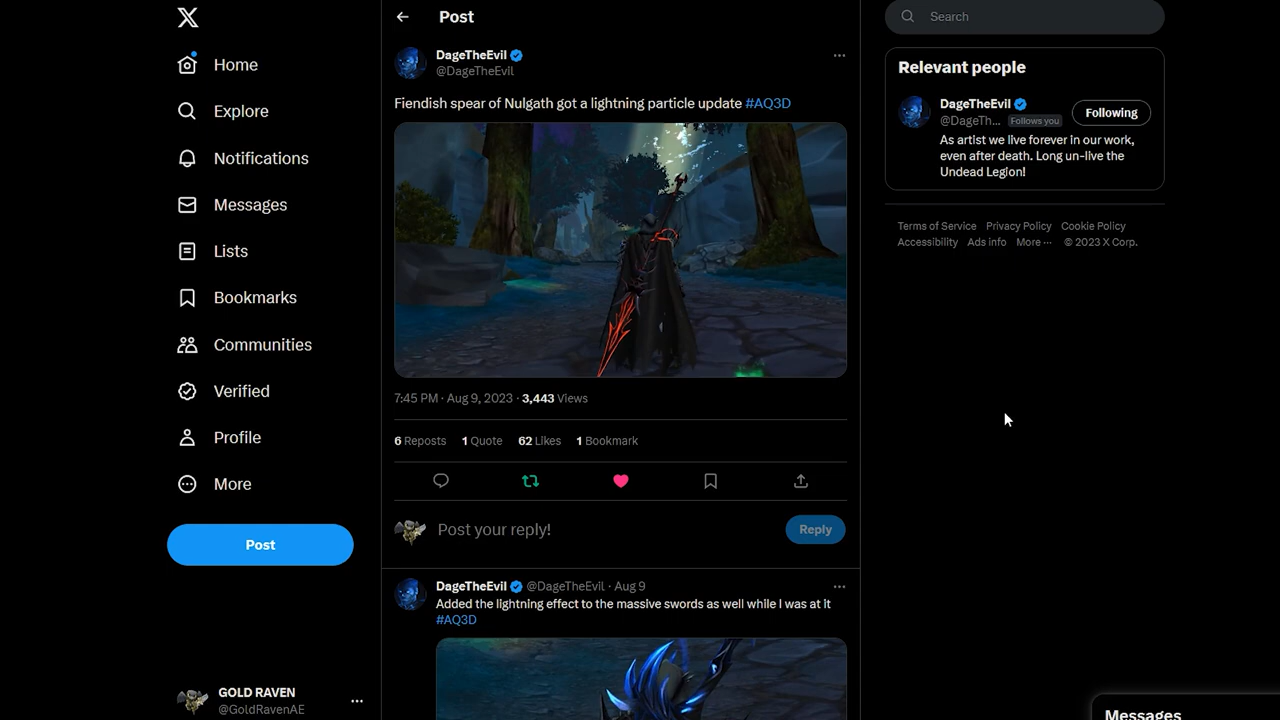 Home
Explore
Notifications
Messages
Lists
Bookmarks
Communities
Verified
Profile
More
Post
GOLD RAVEN
@GoldRavenAE
Post
DageTheEvil
@DageTheEvil
Fiendish spear of Nulgath got a lightning particle update #AQ3D
7:45 PM · Aug 9, 2023 · 3,443 Views
6 Reposts 1 Quote 62 Likes 1 Bookmark
Post your reply!
Reply
DageTheEvil @DageTheEvil · Aug 9
Added the lightning effect to the massive swords as well while I was at it
#AQ3D
Search
Relevant people
DageTheEvil
@DageTh... Follows you
Following
As artist we live forever in our work,
even after death. Long un-live the
Undead Legion!
Terms of Service Privacy Policy Cookie Policy
Accessibility Ads info More ··· © 2023 X Corp.
Messages